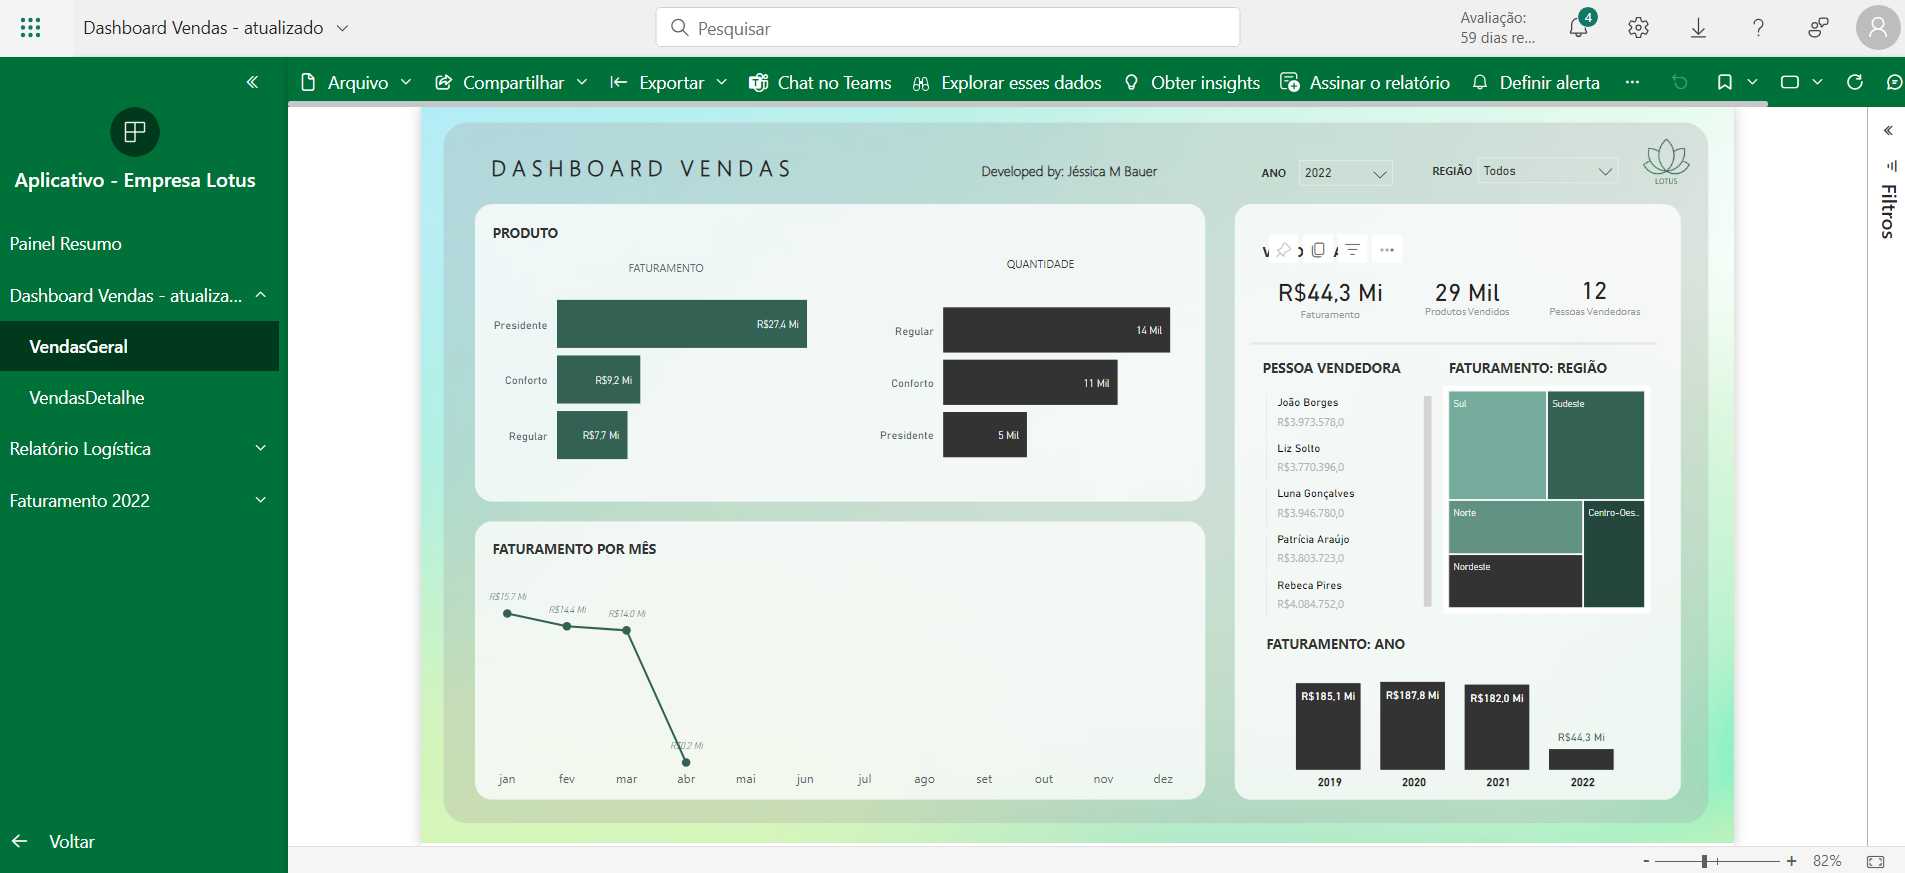 Dashboard Vendas - atualizado
Pesquisar
Avaliação:
59 dias re...
4
Arquivo
Compartilhar
Exportar
Chat no Teams
Explorar esses dados
Obter insights
Assinar o relatório
Definir alerta
Aplicativo - Empresa Lotus
Painel Resumo
Dashboard Vendas - atualiza...
VendasGeral
VendasDetalhe
Relatório Logística
Faturamento 2022
Voltar
DASHBOARD VENDAS
Developed by: Jéssica M Bauer
ANO
2022
REGIÃO
Todos
LOTUS
Filtros
PRODUTO
FATURAMENTO
Presidente
R$27,4 Mi
Conforto
R$9,2 Mi
Regular
R$7,7 Mi
QUANTIDADE
Regular
14 Mil
Conforto
11 Mil
Presidente
5 Mil
FATURAMENTO POR MÊS
R$15.7 Mi
R$14.4 Mi
R$14.0 Mi
R$0.2 Mi
jan fev mar abr mai jun jul ago set out nov dez
R$44,3 Mi
Faturamento
29 Mil
Produtos Vendidos
12
Pessoas Vendedoras
PESSOA VENDEDORA
João Borges
R$3.973.578,0
Liz Solto
R$3.770.396,0
Luna Gonçalves
R$3.946.780,0
Patrícia Araújo
R$3.803.723,0
Rebeca Pires
R$4.084.752,0
FATURAMENTO: REGIÃO
Sul
Sudeste
Norte
Centro-Oes..
Nordeste
FATURAMENTO: ANO
R$185,1 Mi
R$187,8 Mi
R$182,0 Mi
R$44,3 Mi
2019 2020 2021 2022
82%